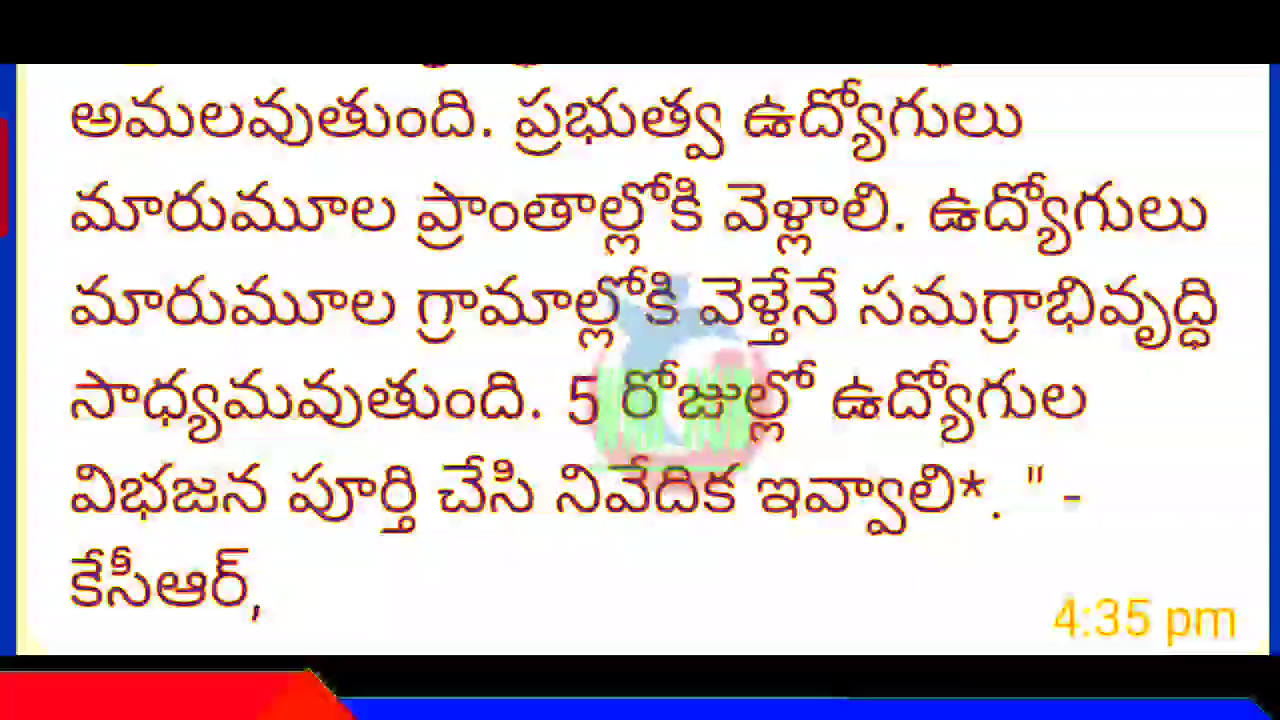 అమలవుతుంది. ప్రభుత్వ ఉద్యోగులు
మారుమూల ప్రాంతాల్లోకి వెళ్లాలి. ఉద్యోగులు
మారుమూల గ్రామాల్లోకి వెళ్తేనే సమగ్రాభివృద్ధి
సాధ్యమవుతుంది. 5 రోజుల్లో ఉద్యోగుల
విభజన పూర్తి చేసి నివేదిక ఇవ్వాలి*. " -
కేసీఆర్,
4:35 pm